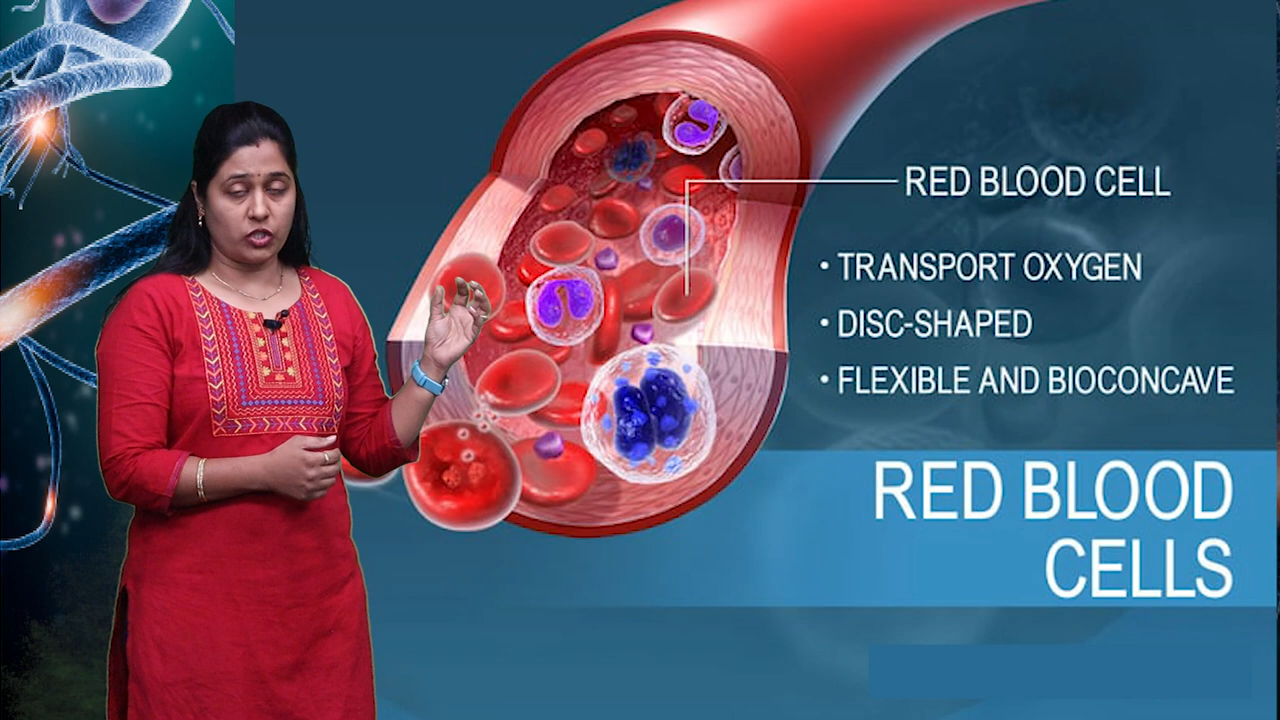 RED BLOOD CELL
• TRANSPORT OXYGEN
• DISC-SHAPED
• FLEXIBLE AND BIOCONCAVE
RED BLOOD
CELLS